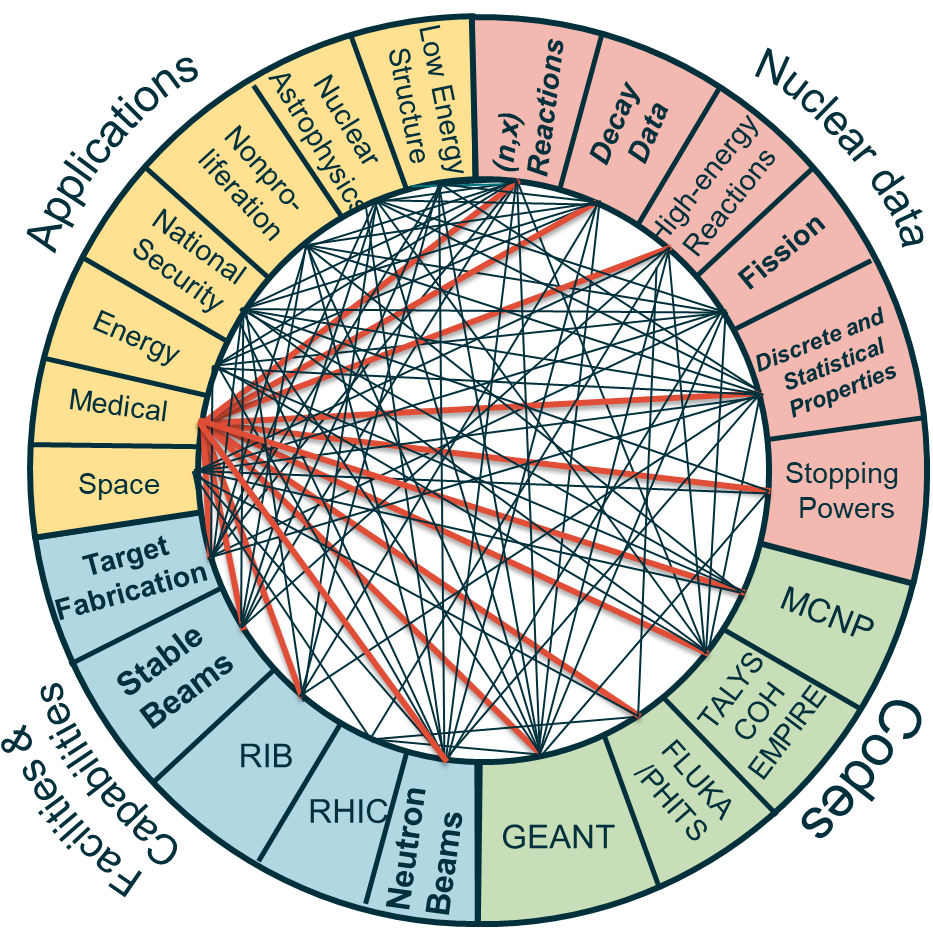 Applications
Low Energy
Structure
Nuclear
Astrophysics
Nonpro-
liferation
National
Security
Energy
Medical
Space
Nuclear data
(n,x)
Reactions
Decay
Data
High-energy
Reactions
Fission
Discrete and
Statistical
Properties
Stopping
Powers
Codes
MCNP
TALYS
COH
EMPIRE
FLUKA
/PHITS
GEANT
Facilities &
Capabilities
Target
Fabrication
Stable
Beams
RIB
RHIC
Neutron
Beams